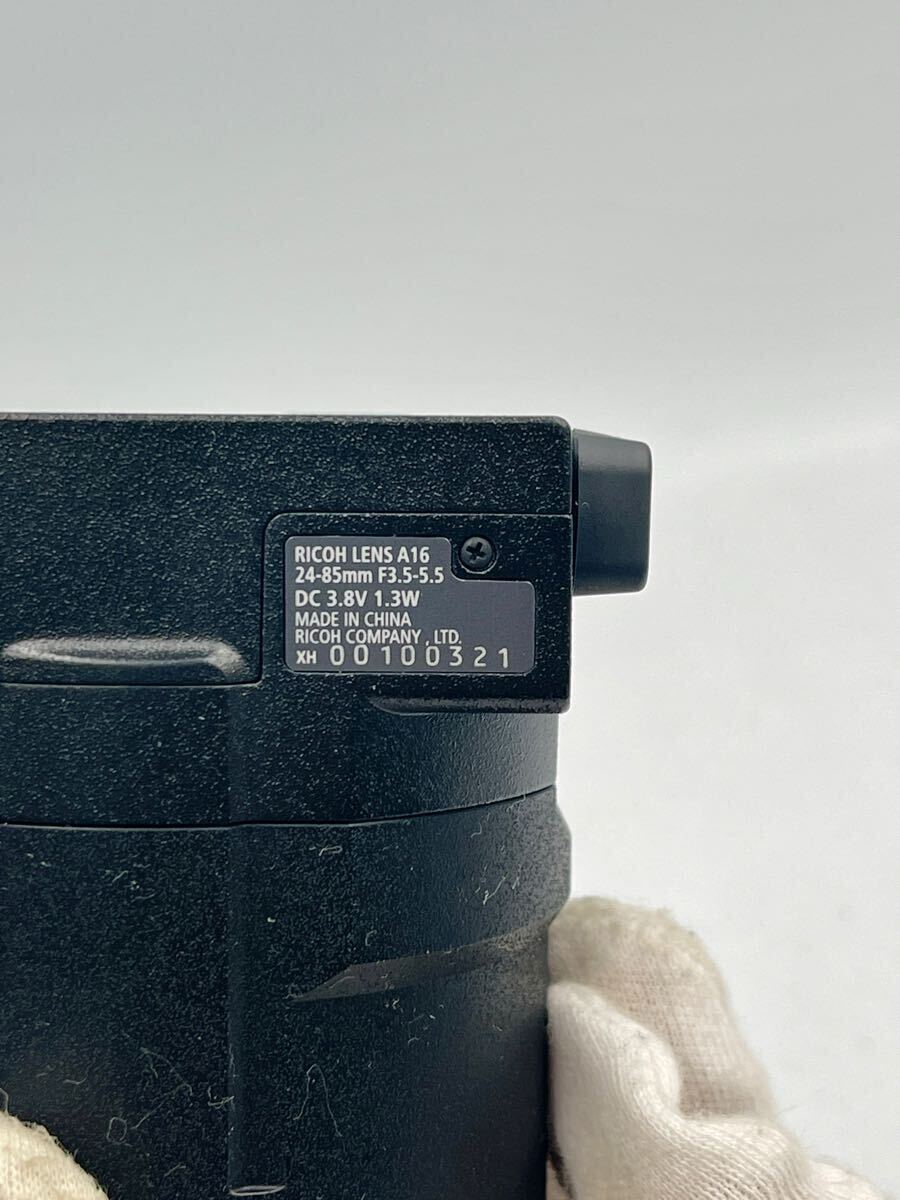 RICOH LENS A16
24-85mm F3.5-5.5
DC 3.8V 1.3W
MADE IN CHINA
RICOH COMPANY , LTD.
XH 00100321